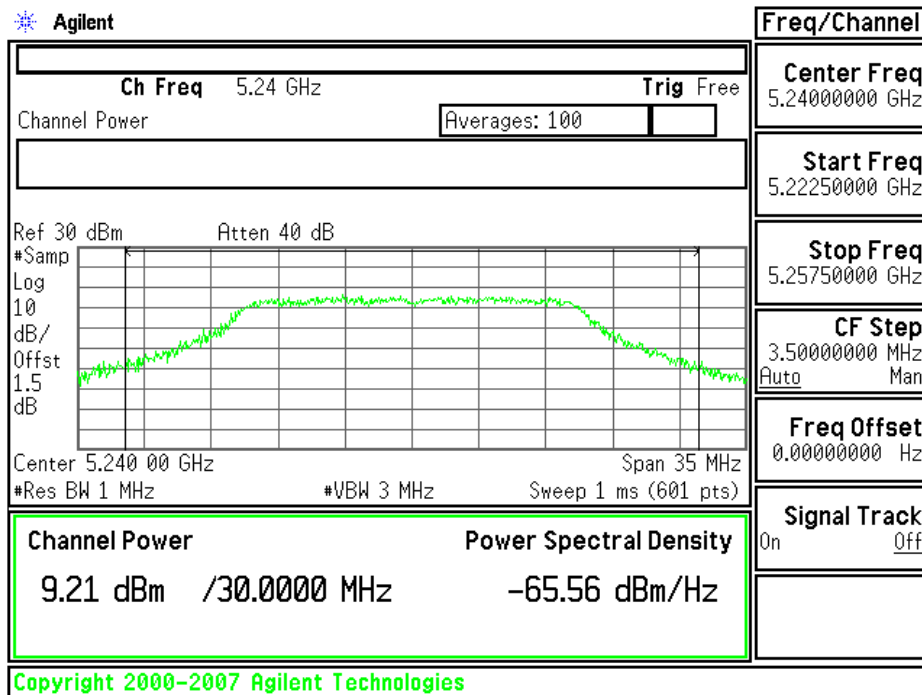 Agilent
Freq/Channel
Ch Freq 5.24 GHz Trig Free
Channel Power Averages: 100
Ref 30 dBm Atten 40 dB
#Samp
Log
10
dB/
Offst
1.5
dB
Center 5.240 00 GHz Span 35 MHz
#Res BW 1 MHz #VBW 3 MHz Sweep 1 ms (601 pts)
Channel Power Power Spectral Density
9.21 dBm /30.0000 MHz -65.56 dBm/Hz
Copyright 2000-2007 Agilent Technologies
Center Freq
5.24000000 GHz
Start Freq
5.22250000 GHz
Stop Freq
5.25750000 GHz
CF Step
3.50000000 MHz
Auto Man
Freq Offset
0.00000000 Hz
Signal Track
On Off